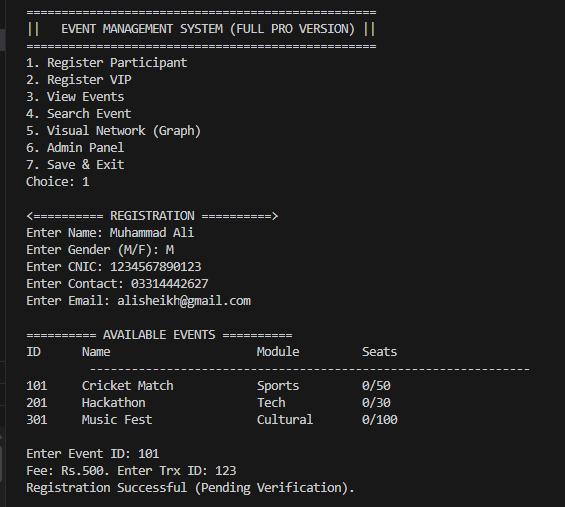 ==================================================
||   EVENT MANAGEMENT SYSTEM (FULL PRO VERSION) ||
==================================================
1. Register Participant
2. Register VIP
3. View Events
4. Search Event
5. Visual Network (Graph)
6. Admin Panel
7. Save & Exit
Choice: 1

<========== REGISTRATION ==========>
Enter Name: Muhammad Ali
Enter Gender (M/F): M
Enter CNIC: 1234567890123
Enter Contact: 03314442627
Enter Email: alisheikh@gmail.com

========== AVAILABLE EVENTS ==========
ID      Name                     Module         Seats
         ---------------------------------------------------------------
101     Cricket Match            Sports         0/50
201     Hackathon                Tech           0/30
301     Music Fest               Cultural       0/100

Enter Event ID: 101
Fee: Rs.500. Enter Trx ID: 123
Registration Successful (Pending Verification).